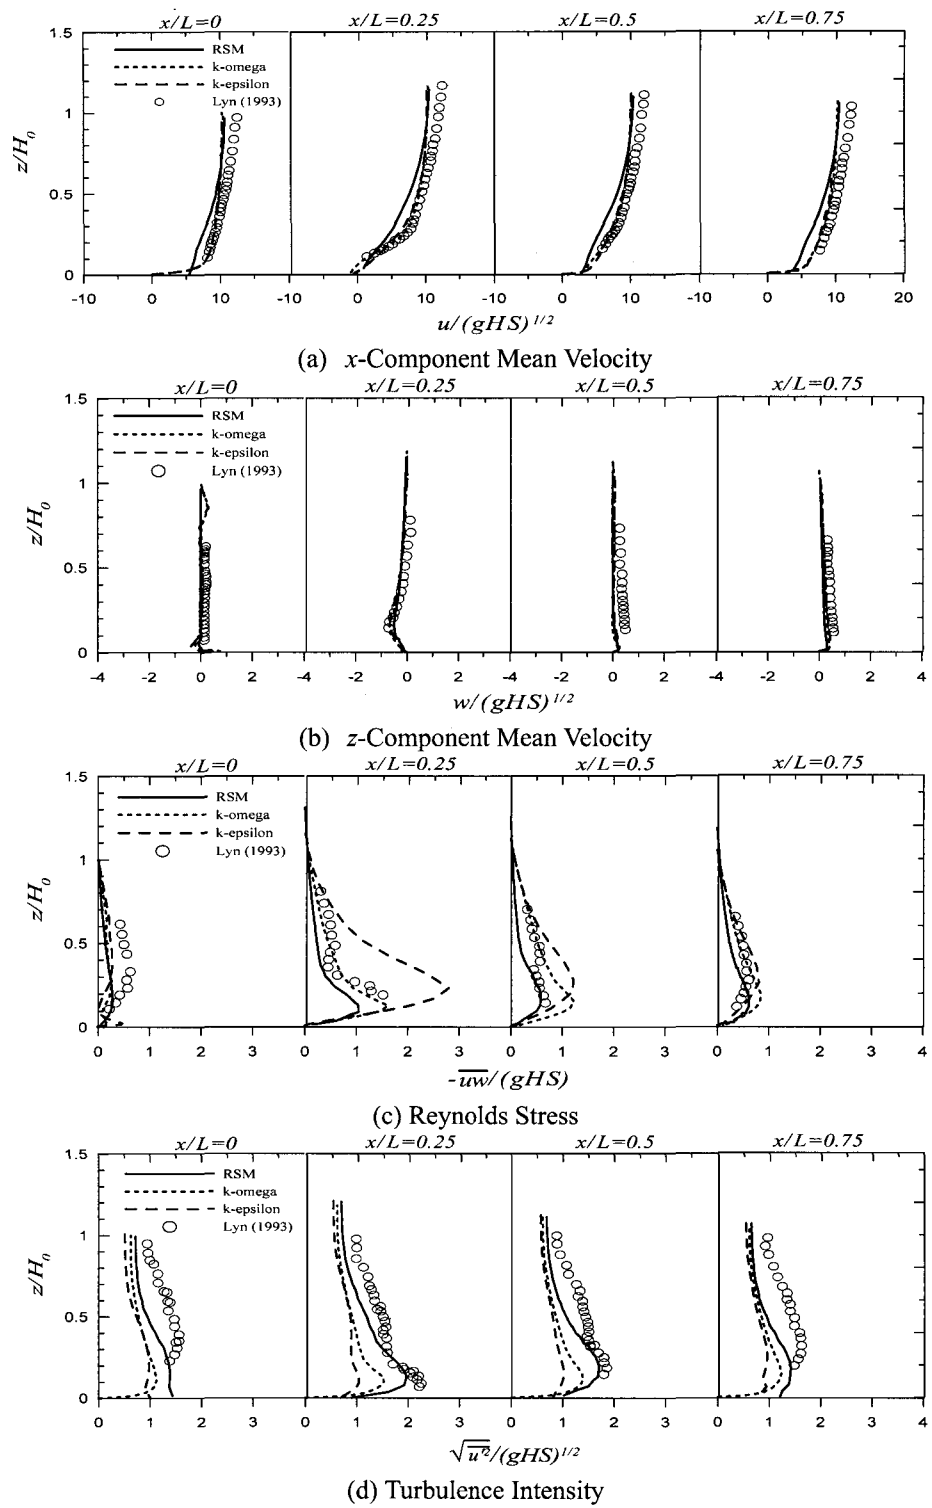 x/L=0 x/L=0.25 x/L=0.5 x/L=0.75
1.5
RSM
k-omega
k-epsilon
Lyn (1993)
1
z/H0
0.5
0
-10 0 10 -10 0 10 -10 0 10 -10 0 10 20
u/(gHS)^1/2
(a) x-Component Mean Velocity
x/L=0 x/L=0.25 x/L=0.5 x/L=0.75
1.5
RSM
k-omega
k-epsilon
Lyn (1993)
1
z/H0
0.5
0
-4 -2 0 2 -4 -2 0 2 -4 -2 0 2 -4 -2 0 2 4
w/(gHS)^1/2
(b) z-Component Mean Velocity
x/L=0 x/L=0.25 x/L=0.5 x/L=0.75
1.5
RSM
k-omega
k-epsilon
Lyn (1993)
1
z/H0
0.5
0
0 1 2 3 0 1 2 3 0 1 2 3 0 1 2 3 4
-u̅w̅/(gHS)
(c) Reynolds Stress
x/L=0 x/L=0.25 x/L=0.5 x/L=0.75
1.5
RSM
k-omega
k-epsilon
Lyn (1993)
1
z/H0
0.5
0
0 1 2 3 0 1 2 3 0 1 2 3 0 1 2 3 4
√u'²/(gHS)^1/2
(d) Turbulence Intensity